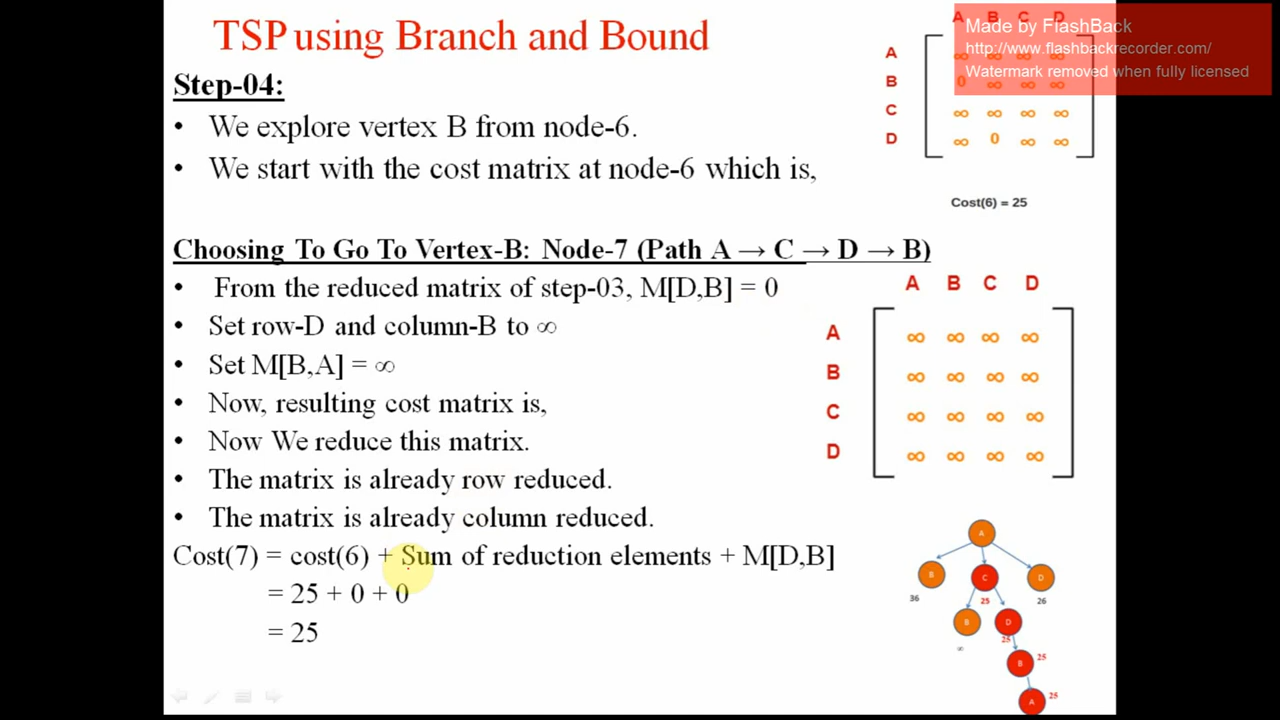 TSP using Branch and Bound
Step-04:
• We explore vertex B from node-6.
• We start with the cost matrix at node-6 which is,
A B C D
A ∞ ∞ ∞ ∞
B 0 ∞ ∞ ∞
C ∞ ∞ ∞ ∞
D ∞ 0 ∞ ∞
Cost(6) = 25
Made by FlashBack
http://www.flashbackrecorder.com/
Watermark removed when fully licensed
Choosing To Go To Vertex-B: Node-7 (Path A → C → D → B)
• From the reduced matrix of step-03, M[D,B] = 0
• Set row-D and column-B to ∞
• Set M[B,A] = ∞
• Now, resulting cost matrix is,
• Now We reduce this matrix.
• The matrix is already row reduced.
• The matrix is already column reduced.
Cost(7) = cost(6) + Sum of reduction elements + M[D,B]
= 25 + 0 + 0
= 25
A B C D
A ∞ ∞ ∞ ∞
B ∞ ∞ ∞ ∞
C ∞ ∞ ∞ ∞
D ∞ ∞ ∞ ∞
A
B C D
36 25 26
B D
∞ 25
B 25
A 25